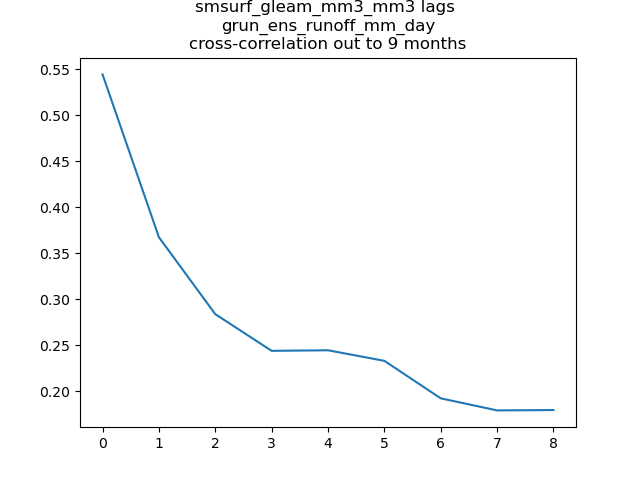 smsurf_gleam_mm3_mm3 lags
grun_ens_runoff_mm_day
cross-correlation out to 9 months
0.55
0.50
0.45
0.40
0.35
0.30
0.25
0.20
0 1 2 3 4 5 6 7 8